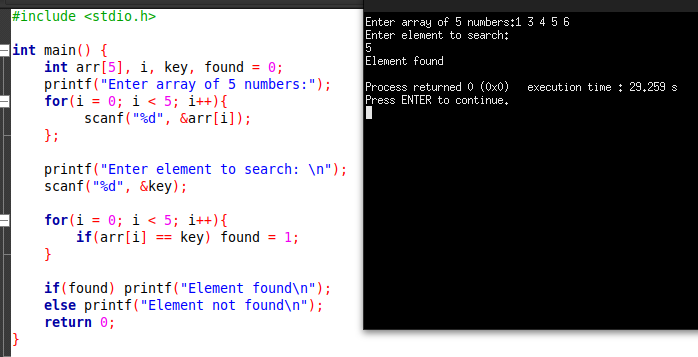 #include <stdio.h>
int main() {
int arr[5], i, key, found = 0;
printf("Enter array of 5 numbers:");
for(i = 0; i < 5; i++){
scanf("%d", &arr[i]);
};
printf("Enter element to search: \n");
scanf("%d", &key);
for(i = 0; i < 5; i++){
if(arr[i] == key) found = 1;
}
if(found) printf("Element found\n");
else printf("Element not found\n");
return 0;
}
Enter array of 5 numbers:1 3 4 5 6
Enter element to search:
5
Element found
Process returned 0 (0x0)   execution time : 29.259 s
Press ENTER to continue.